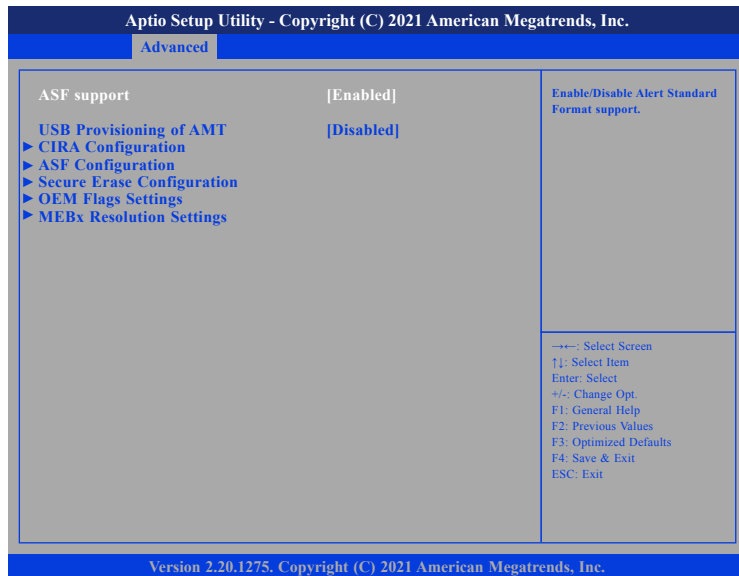 Aptio Setup Utility - Copyright (C) 2021 American Megatrends, Inc.
Advanced
ASF support [Enabled]
USB Provisioning of AMT [Disabled]
► CIRA Configuration
► ASF Configuration
► Secure Erase Configuration
► OEM Flags Settings
► MEBx Resolution Settings
Enable/Disable Alert Standard
Format support.
→←: Select Screen
↑↓: Select Item
Enter: Select
+/-: Change Opt.
F1: General Help
F2: Previous Values
F3: Optimized Defaults
F4: Save & Exit
ESC: Exit
Version 2.20.1275. Copyright (C) 2021 American Megatrends, Inc.